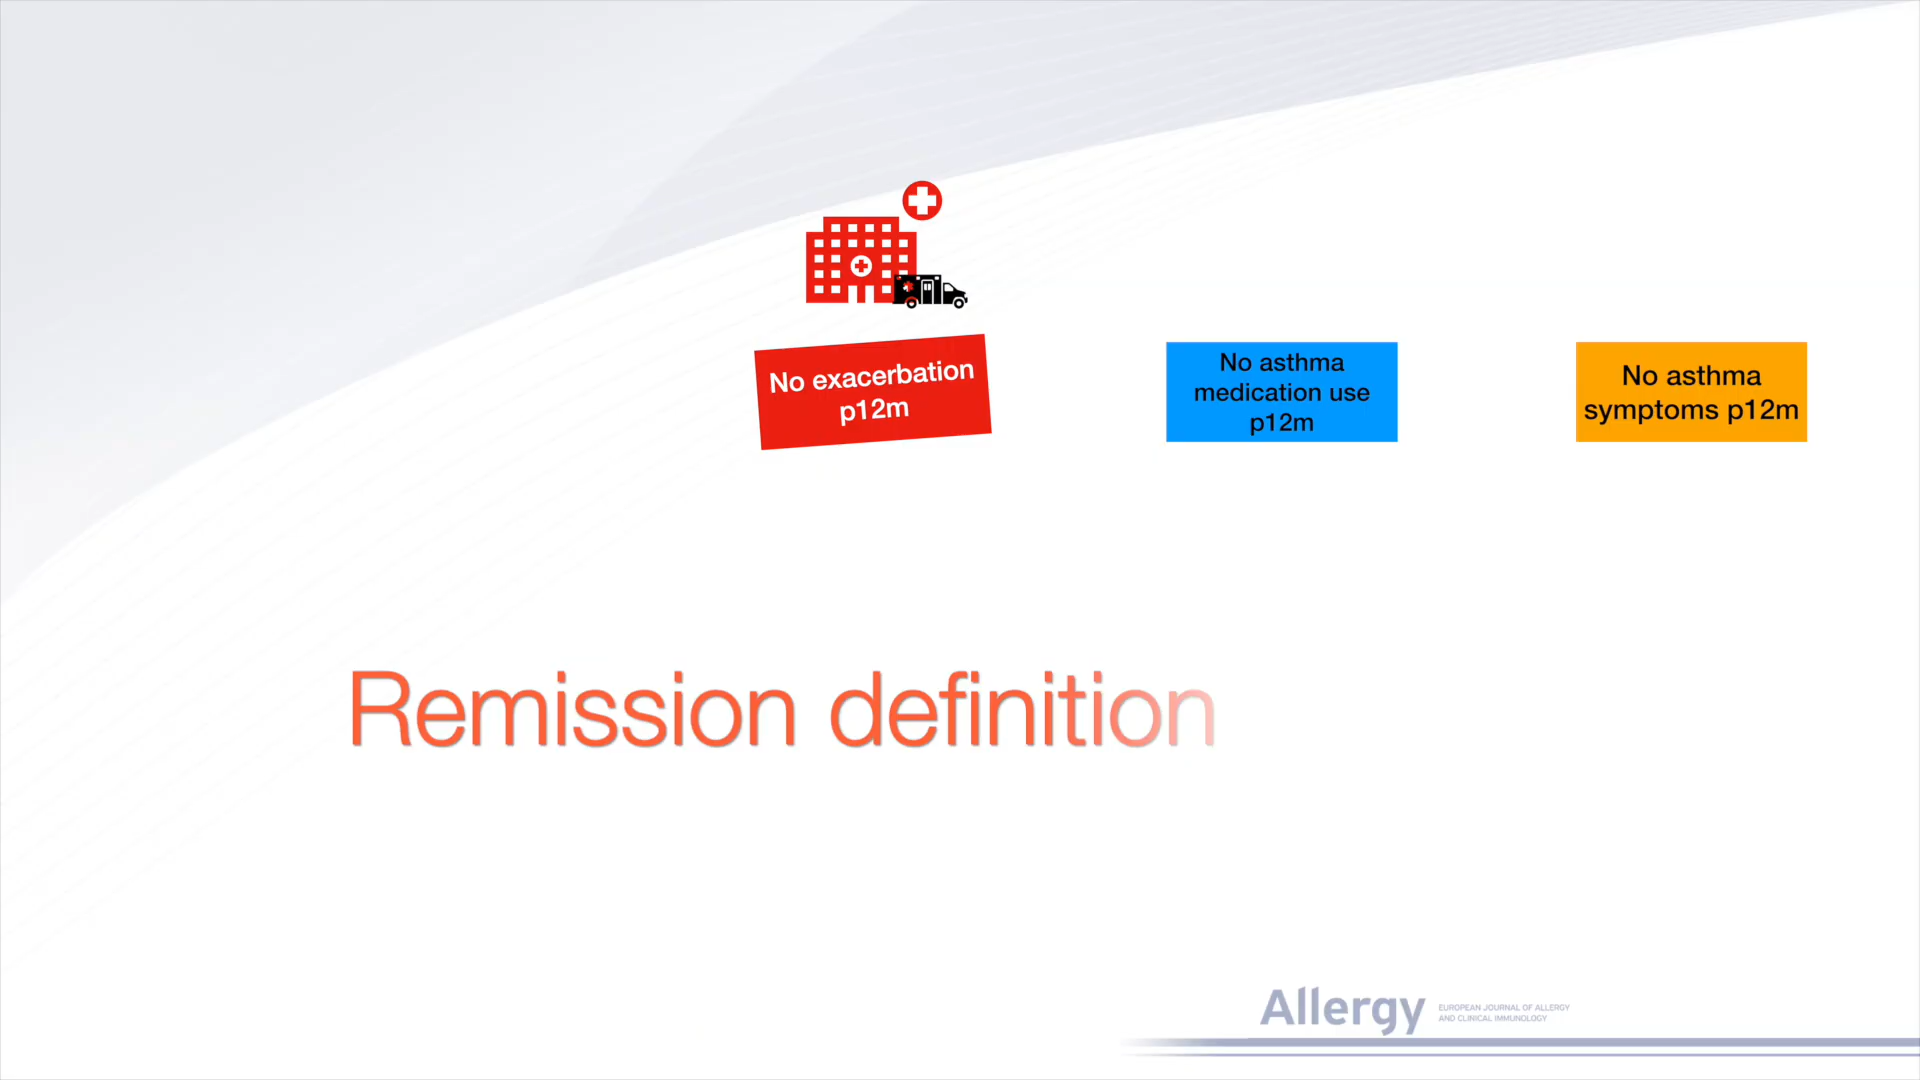 No exacerbation
p12m
No asthma
medication use
p12m
No asthma
symptoms p12m
Remission definition
Allergy
EUROPEAN JOURNAL OF ALLERGY
AND CLINICAL IMMUNOLOGY